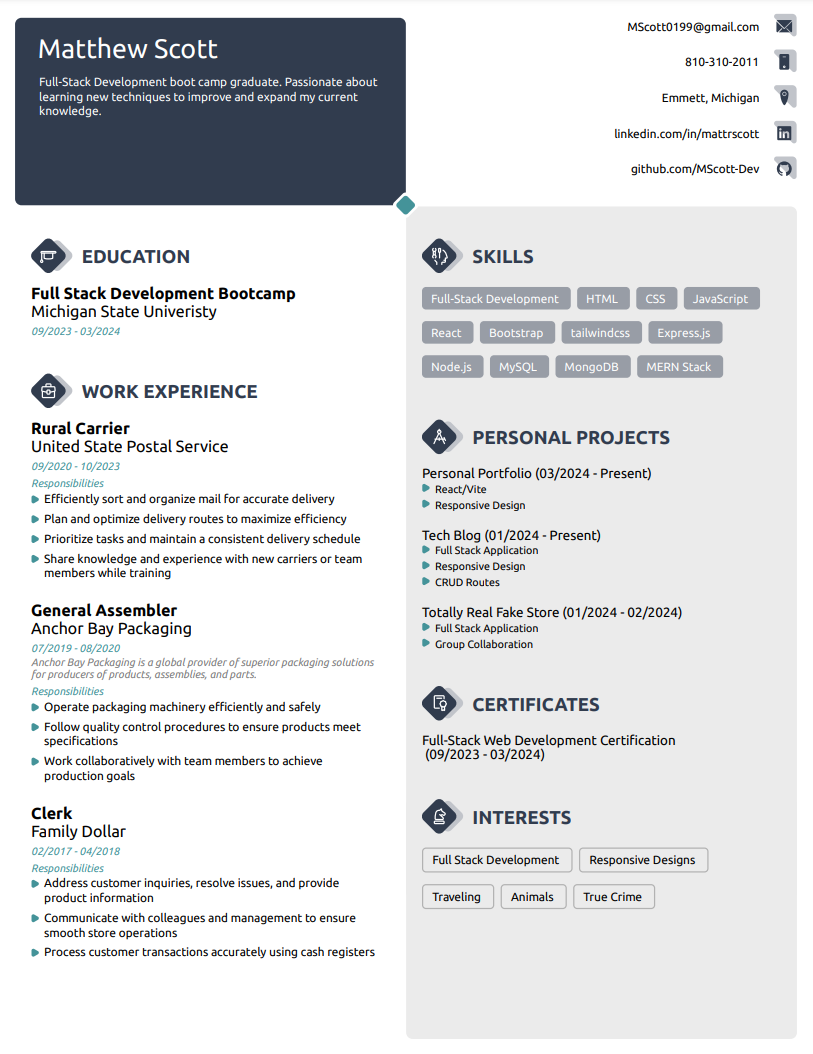 Matthew Scott
Full-Stack Development boot camp graduate. Passionate about
learning new techniques to improve and expand my current
knowledge.
MScott0199@gmail.com
810-310-2011
Emmett, Michigan
linkedin.com/in/mattrscott
github.com/MScott-Dev
EDUCATION
Full Stack Development Bootcamp
Michigan State Univeristy
09/2023 - 03/2024
WORK EXPERIENCE
Rural Carrier
United State Postal Service
09/2020 - 10/2023
Responsibilities
Efficiently sort and organize mail for accurate delivery
Plan and optimize delivery routes to maximize efficiency
Prioritize tasks and maintain a consistent delivery schedule
Share knowledge and experience with new carriers or team
members while training
General Assembler
Anchor Bay Packaging
07/2019 - 08/2020
Anchor Bay Packaging is a global provider of superior packaging solutions
for producers of products, assemblies, and parts.
Responsibilities
Operate packaging machinery efficiently and safely
Follow quality control procedures to ensure products meet
specifications
Work collaboratively with team members to achieve
production goals
Clerk
Family Dollar
02/2017 - 04/2018
Responsibilities
Address customer inquiries, resolve issues, and provide
product information
Communicate with colleagues and management to ensure
smooth store operations
Process customer transactions accurately using cash registers
SKILLS
Full-Stack Development HTML CSS JavaScript
React Bootstrap tailwindcss Express.js
Node.js MySQL MongoDB MERN Stack
PERSONAL PROJECTS
Personal Portfolio (03/2024 - Present)
React/Vite
Responsive Design
Tech Blog (01/2024 - Present)
Full Stack Application
Responsive Design
CRUD Routes
Totally Real Fake Store (01/2024 - 02/2024)
Full Stack Application
Group Collaboration
CERTIFICATES
Full-Stack Web Development Certification
(09/2023 - 03/2024)
INTERESTS
Full Stack Development Responsive Designs
Traveling Animals True Crime